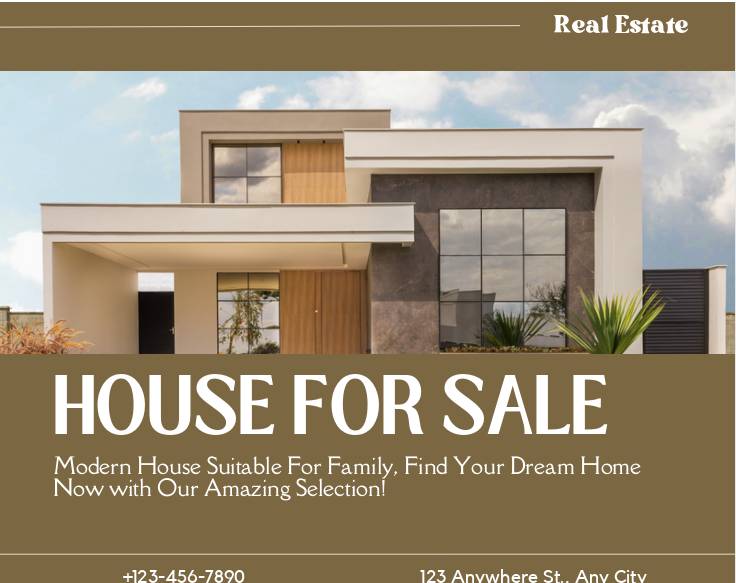 Real Estate
HOUSE FOR SALE
Modern House Suitable For Family, Find Your Dream Home
Now with Our Amazing Selection!
+123-456-7890
123 Anywhere St., Any City